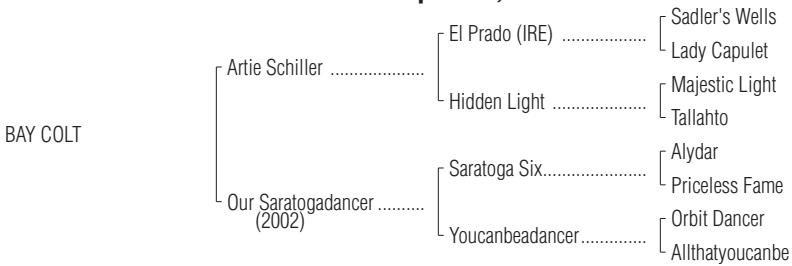 Sadler's Wells
El Prado (IRE) ..................
Lady Capulet
Artie Schiller ....................
Majestic Light
Hidden Light ....................
Tallahto
BAY COLT
Alydar
Saratoga Six......................
Priceless Fame
Our Saratogadancer ..........
(2002)
Orbit Dancer
Youcanbeadancer..............
Allthatyoucanbe